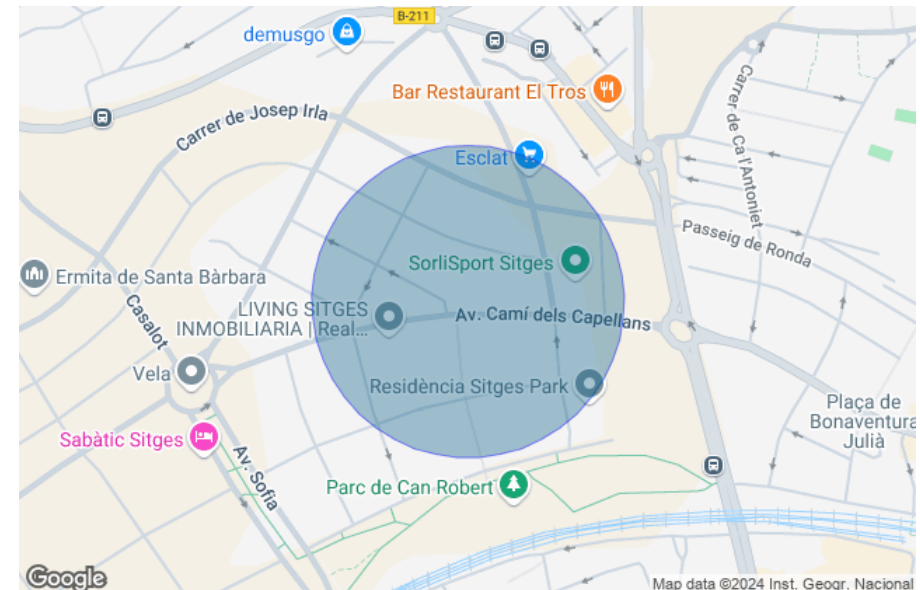 B-211
demusgo
Bar Restaurant El Tros
Carrer de Josep Irla
Carrer de Ca l'Antoniet
Esclat
Passeig de Ronda
SorliSport Sitges
Ermita de Santa Bàrbara
Casalot
LIVING SITGES
INMOBILIARIA | Real...
Av. Camí dels Capellans
Vela
Residència Sitges Park
Plaça de
Bonaventura
Julià
Sabàtic Sitges
Av. Sofia
Parc de Can Robert
Google
Map data ©2024 Inst. Geogr. Nacional